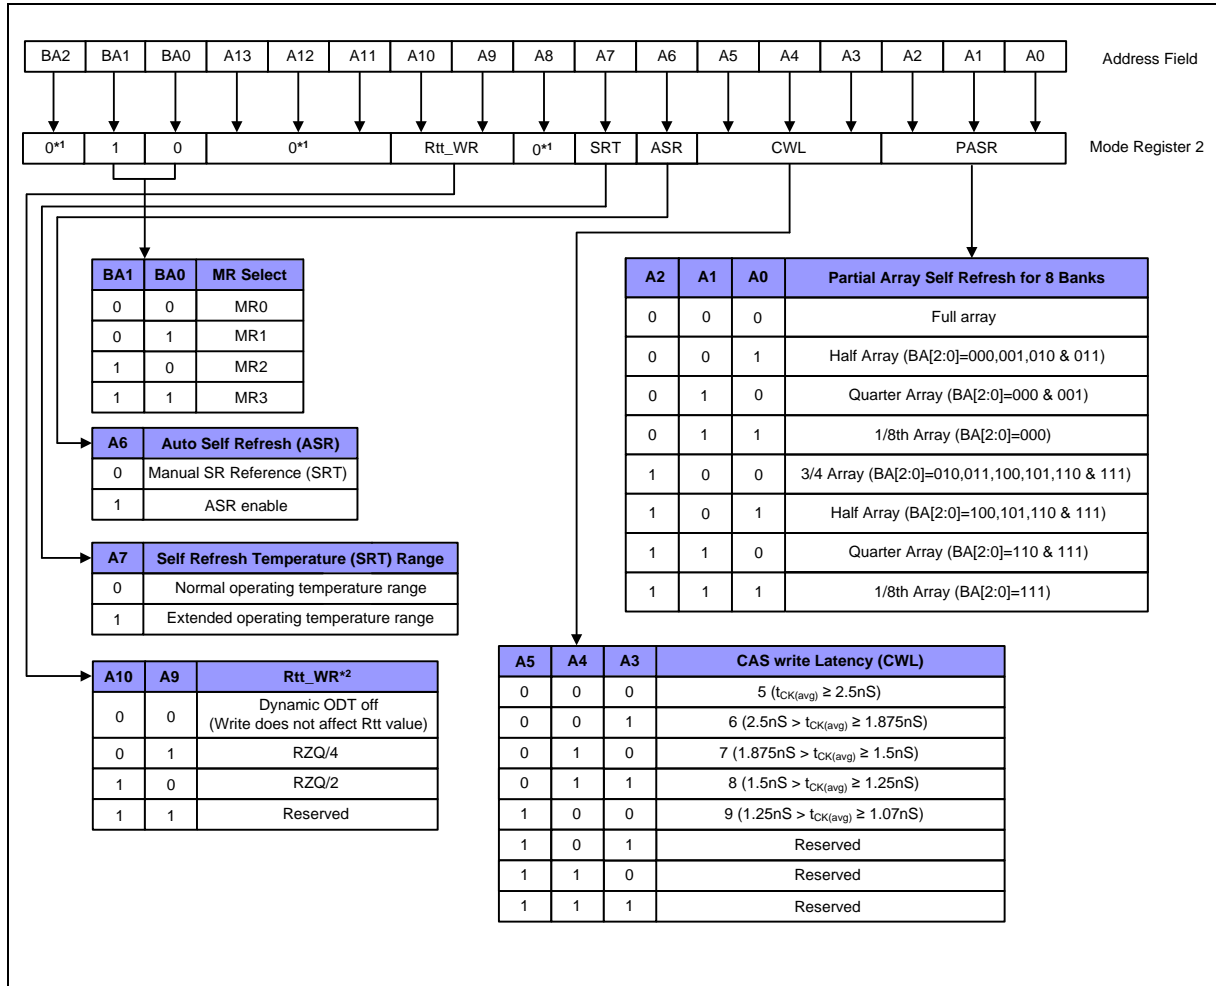 BA2 BA1 BA0 A13 A12 A11 A10 A9 A8 A7 A6 A5 A4 A3 A2 A1 A0 Address Field
0*1 1 0 0*1 Rtt_WR 0*1 SRT ASR CWL PASR Mode Register 2
BA1 BA0 MR Select
0 0 MR0
0 1 MR1
1 0 MR2
1 1 MR3
A2 A1 A0 Partial Array Self Refresh for 8 Banks
0 0 0 Full array
0 0 1 Half Array (BA[2:0]=000,001,010 & 011)
0 1 0 Quarter Array (BA[2:0]=000 & 001)
0 1 1 1/8th Array (BA[2:0]=000)
1 0 0 3/4 Array (BA[2:0]=010,011,100,101,110 & 111)
1 0 1 Half Array (BA[2:0]=100,101,110 & 111)
1 1 0 Quarter Array (BA[2:0]=110 & 111)
1 1 1 1/8th Array (BA[2:0]=111)
A6 Auto Self Refresh (ASR)
0 Manual SR Reference (SRT)
1 ASR enable
A7 Self Refresh Temperature (SRT) Range
0 Normal operating temperature range
1 Extended operating temperature range
A10 A9 Rtt_WR*2
0 0 Dynamic ODT off
(Write does not affect Rtt value)
0 1 RZQ/4
1 0 RZQ/2
1 1 Reserved
A5 A4 A3 CAS write Latency (CWL)
0 0 0 5 (tCK(avg) ≥ 2.5nS)
0 0 1 6 (2.5nS > tCK(avg) ≥ 1.875nS)
0 1 0 7 (1.875nS > tCK(avg) ≥ 1.5nS)
0 1 1 8 (1.5nS > tCK(avg) ≥ 1.25nS)
1 0 0 9 (1.25nS > tCK(avg) ≥ 1.07nS)
1 0 1 Reserved
1 1 0 Reserved
1 1 1 Reserved